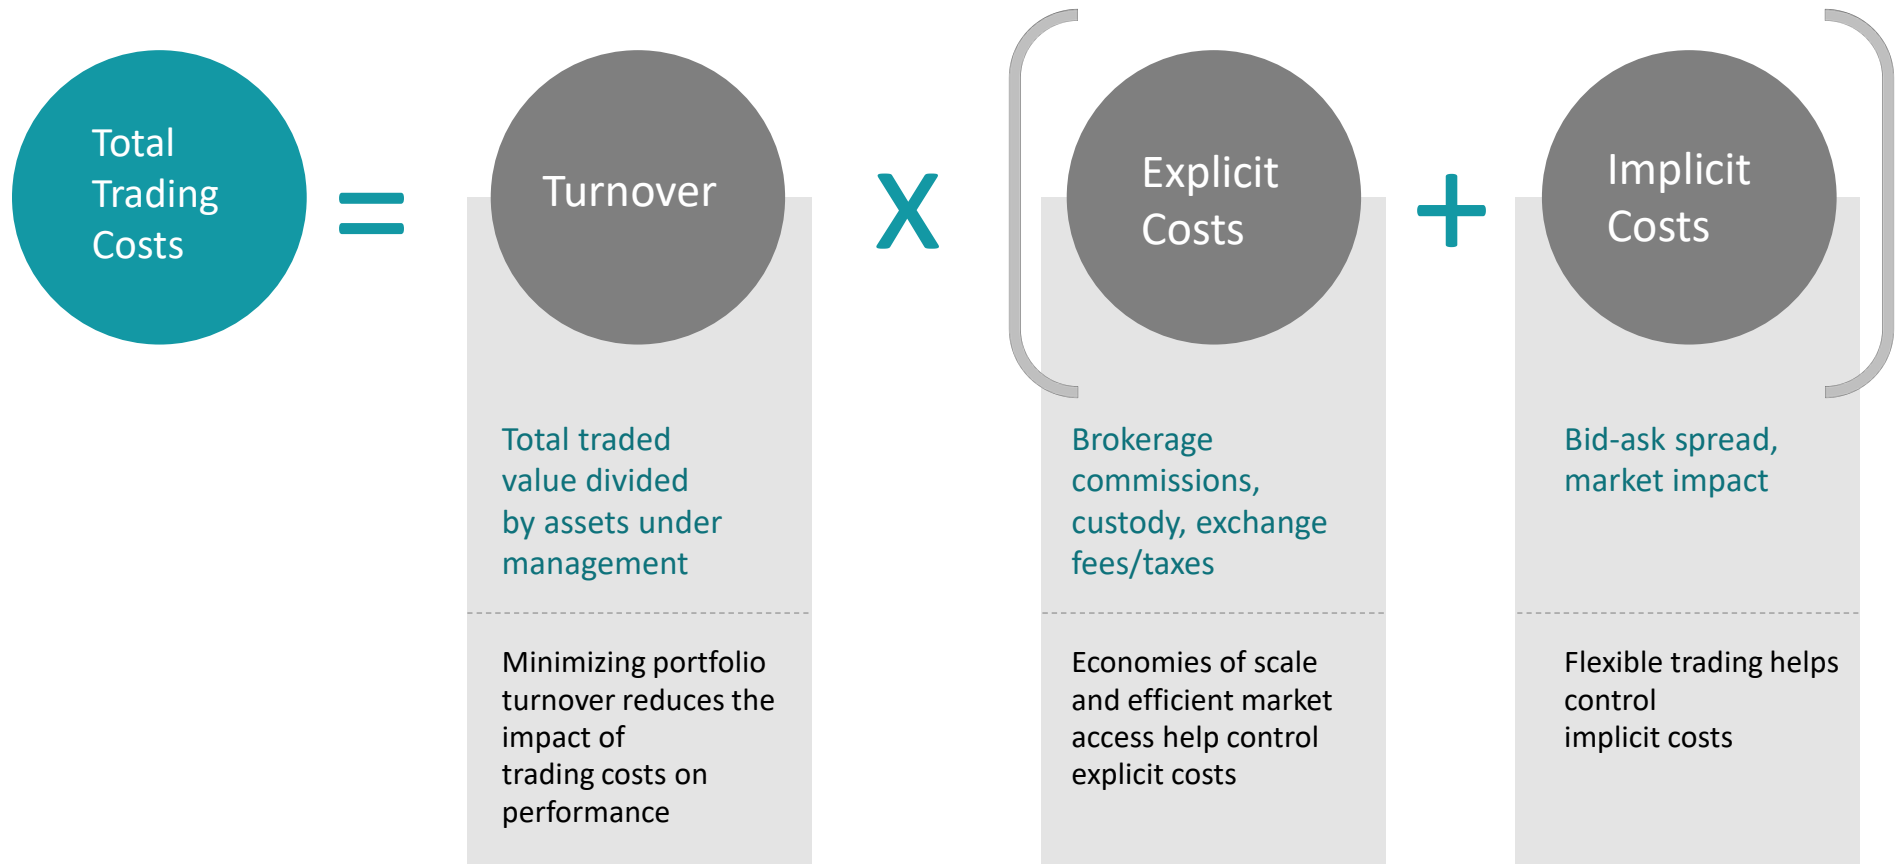 Total
Trading
Costs
=
Turnover
X
Explicit
Costs
+
Implicit
Costs
Total traded
value divided
by assets under
management
Brokerage
commissions,
custody, exchange
fees/taxes
Bid-ask spread,
market impact
Minimizing portfolio
turnover reduces the
impact of
trading costs on
performance
Economies of scale
and efficient market
access help control
explicit costs
Flexible trading helps
control
implicit costs